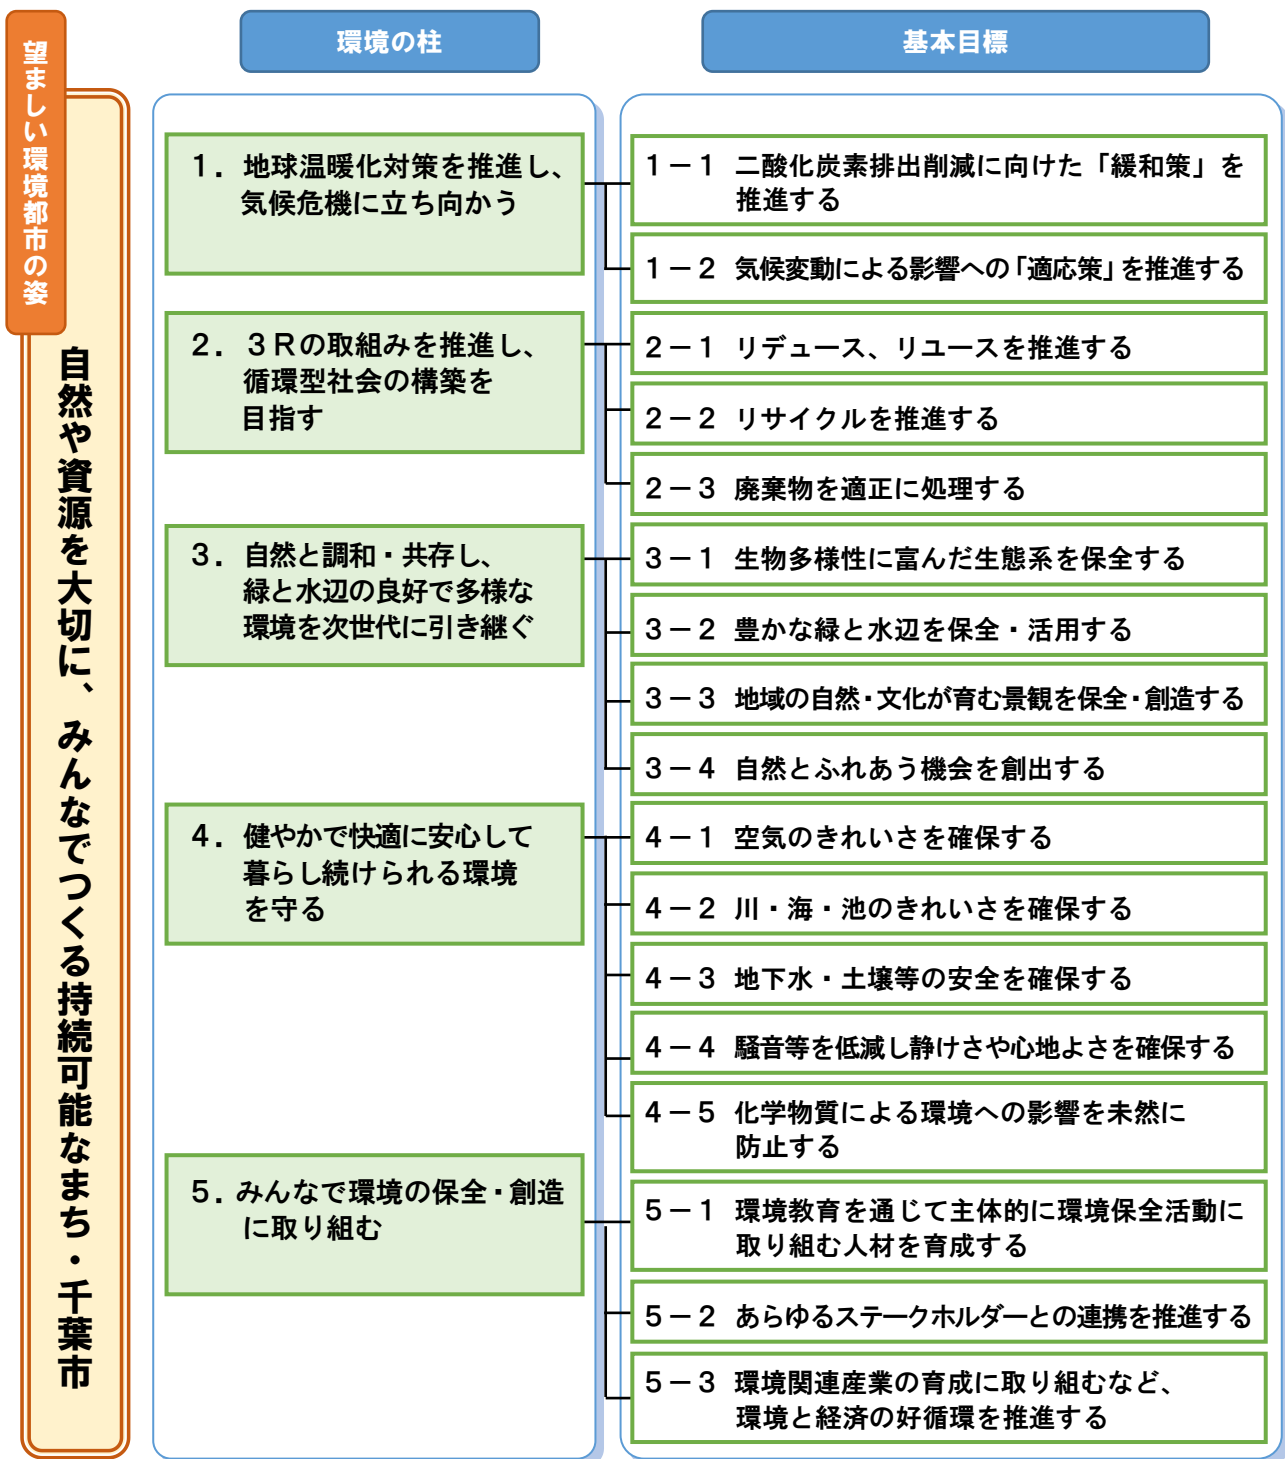 望ましい環境都市の姿
自然や資源を大切に、みんなでつくる持続可能なまち・千葉市
環境の柱
基本目標
1．地球温暖化対策を推進し、
気候危機に立ち向かう
1－1 二酸化炭素排出削減に向けた「緩和策」を
推進する
1－2 気候変動による影響への「適応策」を推進する
2．3Rの取組みを推進し、
循環型社会の構築を
目指す
2－1 リデュース、リユースを推進する
2－2 リサイクルを推進する
2－3 廃棄物を適正に処理する
3．自然と調和・共存し、
緑と水辺の良好で多様な
環境を次世代に引き継ぐ
3－1 生物多様性に富んだ生態系を保全する
3－2 豊かな緑と水辺を保全・活用する
3－3 地域の自然・文化が育む景観を保全・創造する
3－4 自然とふれあう機会を創出する
4．健やかで快適に安心して
暮らし続けられる環境
を守る
4－1 空気のきれいさを確保する
4－2 川・海・池のきれいさを確保する
4－3 地下水・土壌等の安全を確保する
4－4 騒音等を低減し静けさや心地よさを確保する
4－5 化学物質による環境への影響を未然に
防止する
5．みんなで環境の保全・創造
に取り組む
5－1 環境教育を通じて主体的に環境保全活動に
取り組む人材を育成する
5－2 あらゆるステークホルダーとの連携を推進する
5－3 環境関連産業の育成に取り組むなど、
環境と経済の好循環を推進する